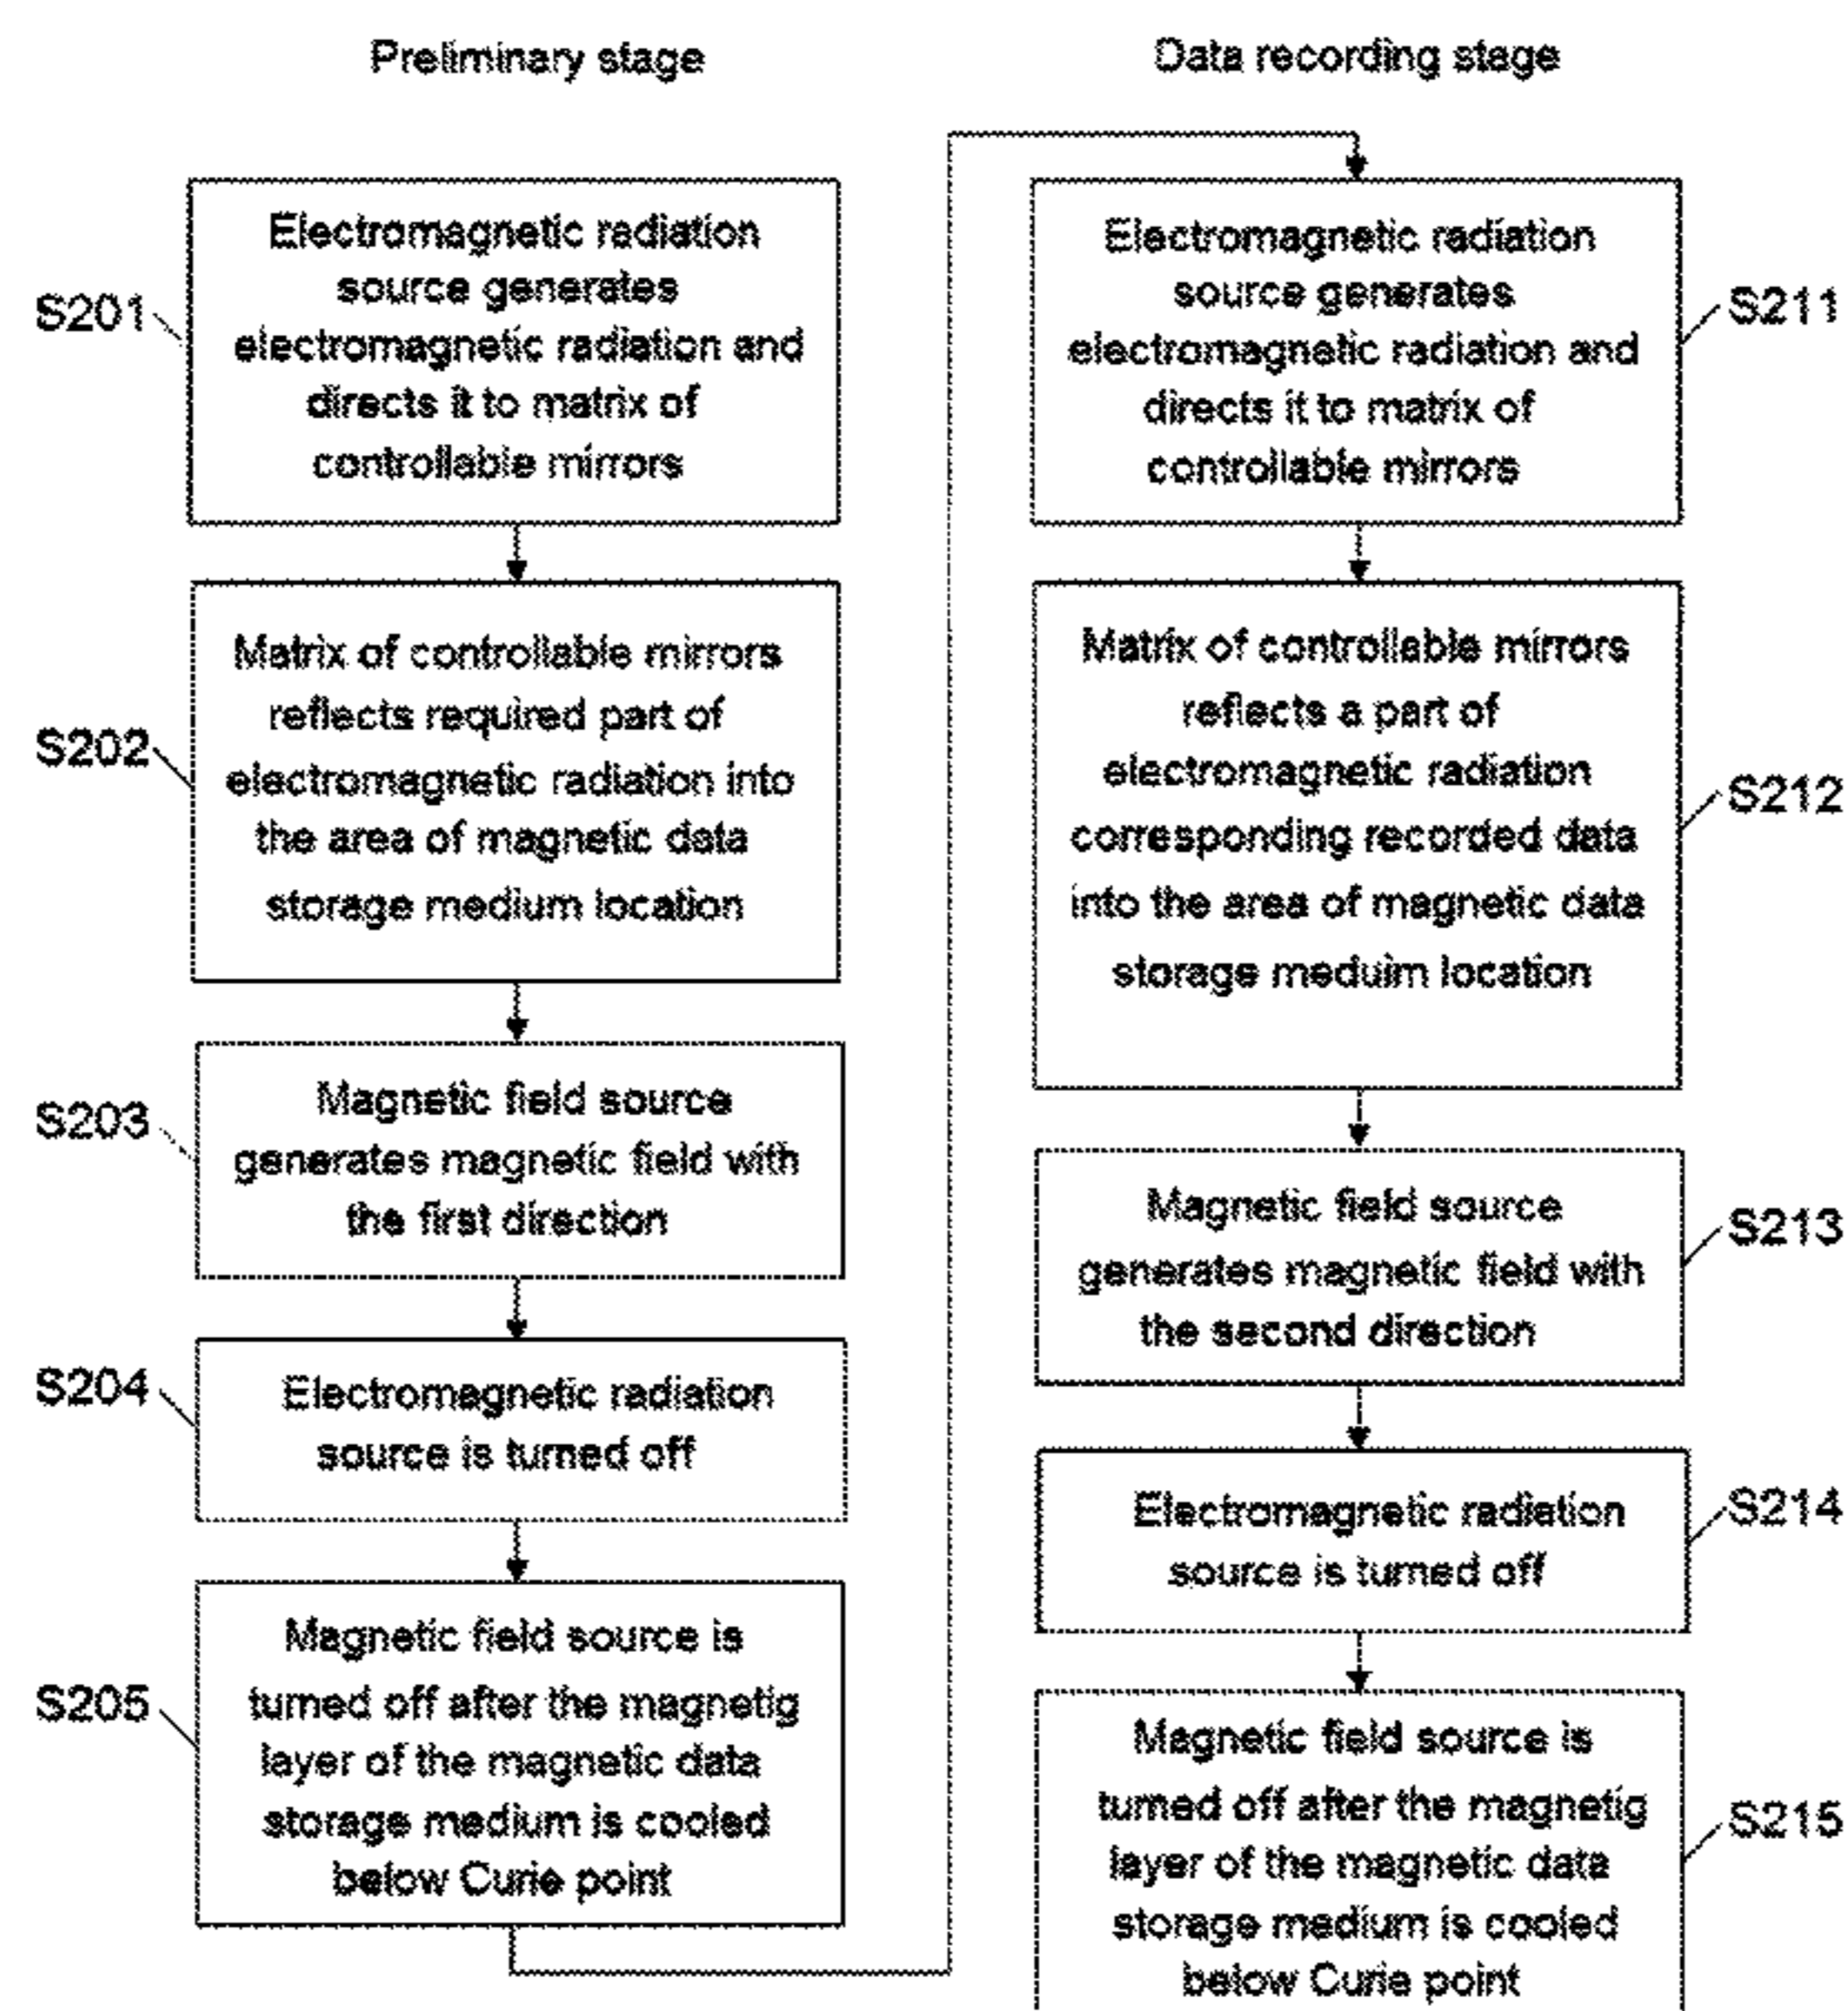 Preliminary stage
Data recording stage
S201
Electromagnetic radiation
source generates
electromagnetic radiation and
directs it to matrix of
controllable mirrors
S202
Matrix of controllable mirrors
reflects required part of
electromagnetic radiation into
the area of magnetic data
storage medium location
S203
Magnetic field source
generates magnetic field with
the first direction
S204
Electromagnetic radiation
source is turned off
S205
Magnetic field source is
turned off after the magnetig
layer of the magnetic data
storage medium is cooled
below Curie point
S211
Electromagnetic radiation
source generates
electromagnetic radiation and
directs it to matrix of
controllable mirrors
S212
Matrix of controllable mirrors
reflects a part of
electromagnetic radiation
corresponding recorded data
into the area of magnetic data
storage meduim location
S213
Magnetic field source
generates magnetic field with
the second direction
S214
Electromagnetic radiation
source is turned off
S215
Magnetic field source is
turned off after the magnetig
layer of the magnetic data
storage medium is cooled
below Curie point